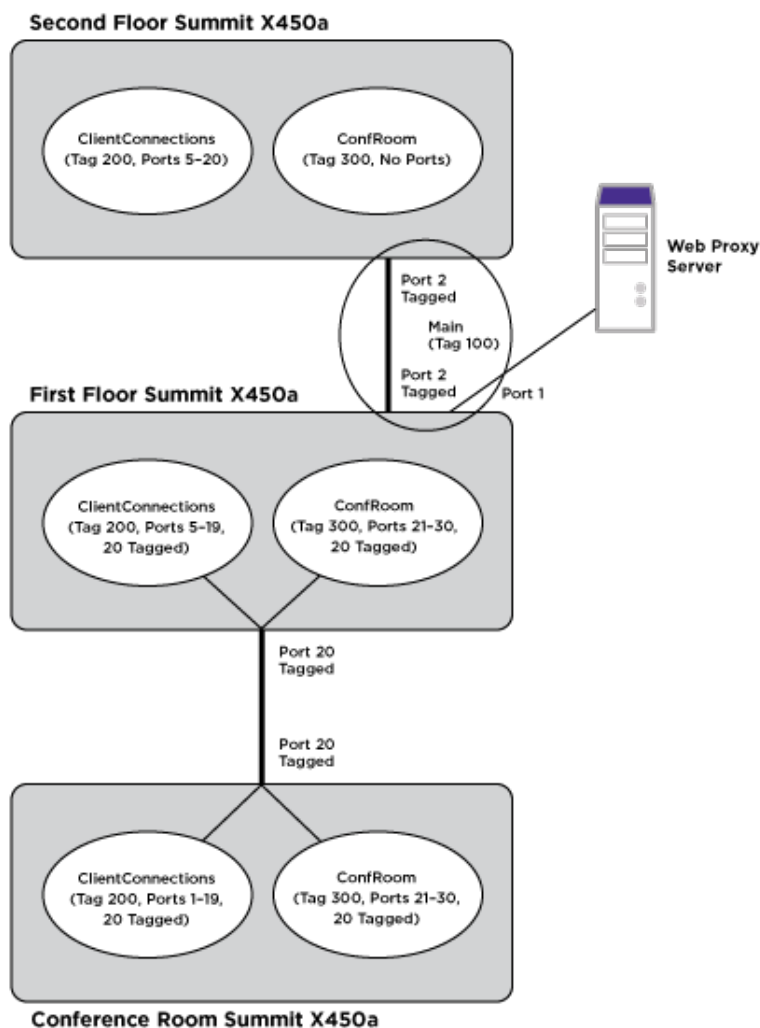 Second Floor Summit X450a
ClientConnections
(Tag 200, Ports 5-20)
ConfRoom
(Tag 300, No Ports)
Web Proxy
Server
Port 2
Tagged
Main
(Tag 100)
Port 2
Tagged
Port 1
First Floor Summit X450a
ClientConnections
(Tag 200, Ports 5-19,
20 Tagged)
ConfRoom
(Tag 300, Ports 21-30,
20 Tagged)
Port 20
Tagged
Port 20
Tagged
ClientConnections
(Tag 200, Ports 1-19,
20 Tagged)
ConfRoom
(Tag 300, Ports 21-30,
20 Tagged)
Conference Room Summit X450a